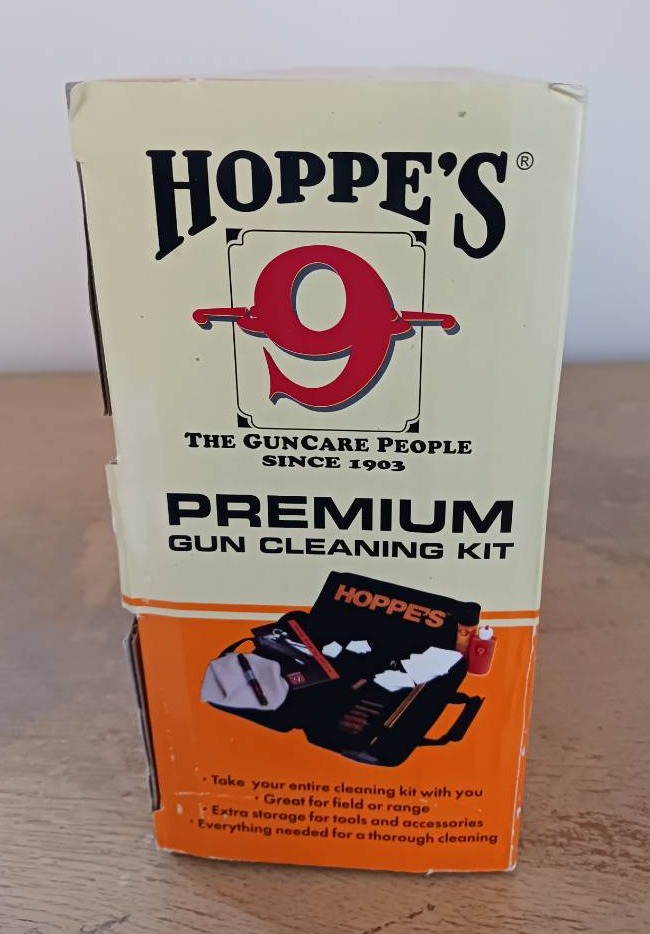 HOPPE'S®
9
THE GUNCARE PEOPLE
SINCE 1903
PREMIUM
GUN CLEANING KIT
HOPPE'S
9
• Take your entire cleaning kit with you
• Great for field or range
• Extra storage for tools and accessories
• Everything needed for a thorough cleaning